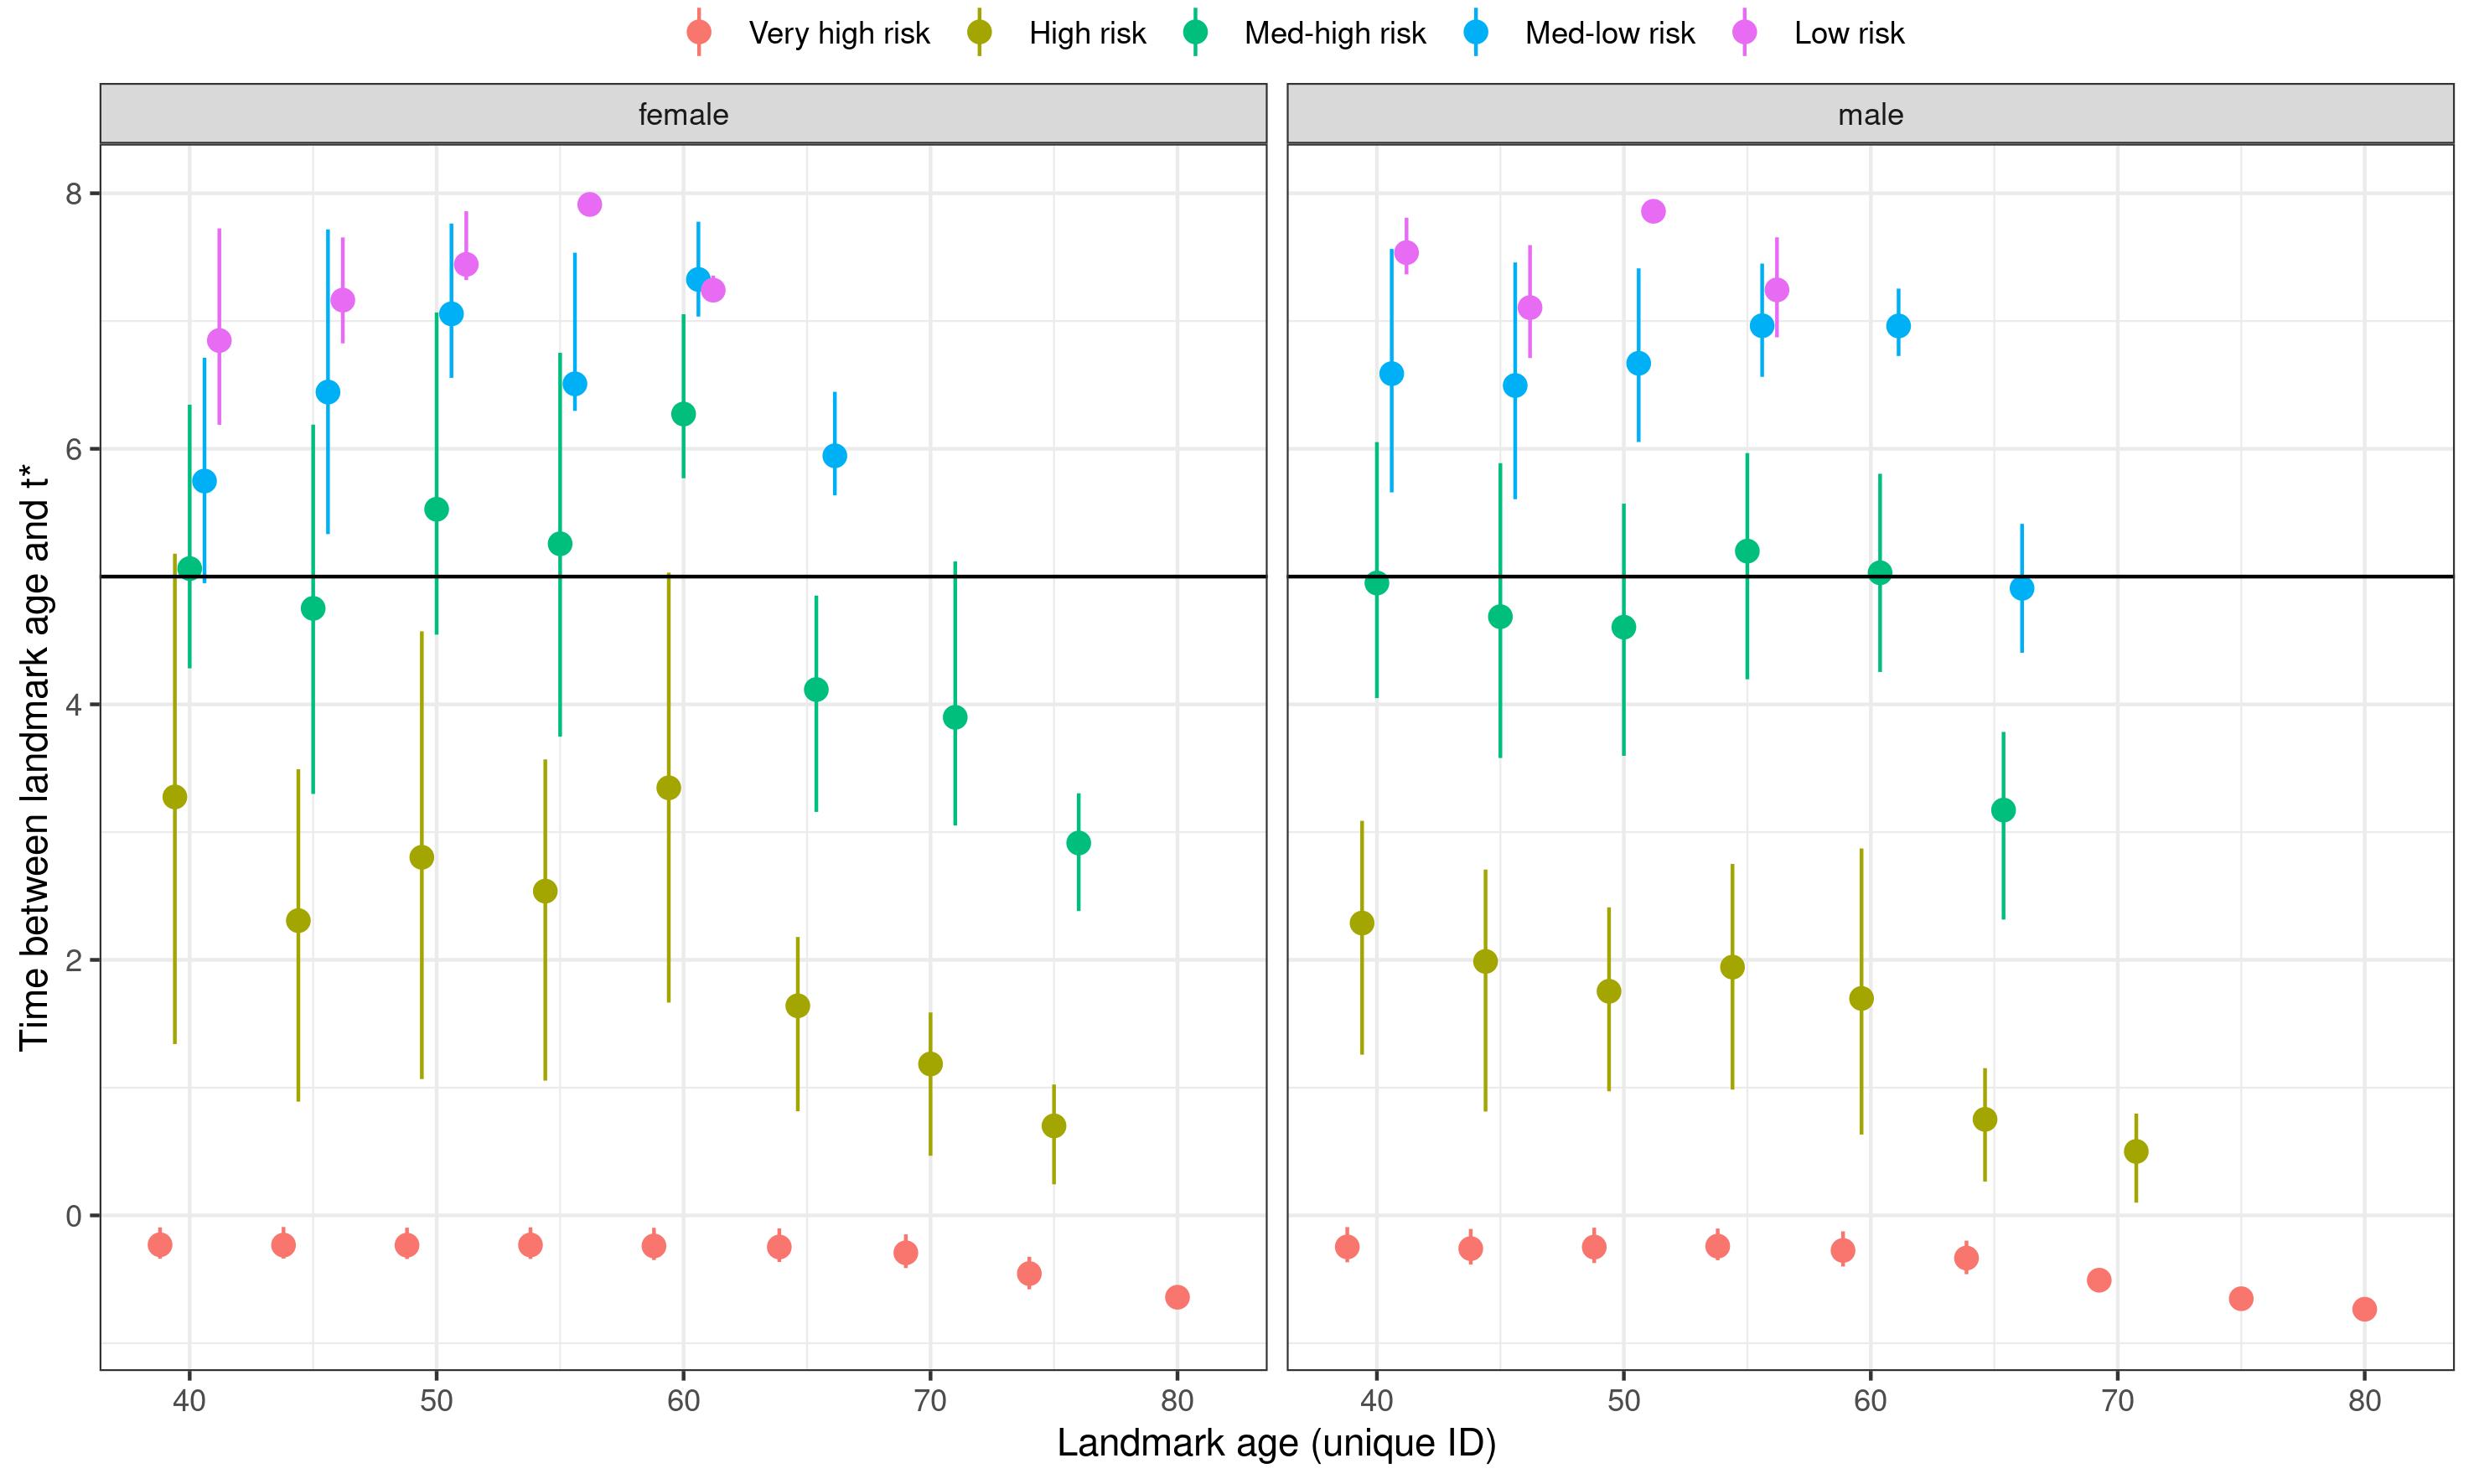 Very high risk High risk Med-high risk Med-low risk Low risk
female male
8
6
4
2
0
Time between landmark age and t*
40 50 60 70 80 40 50 60 70 80
Landmark age (unique ID)